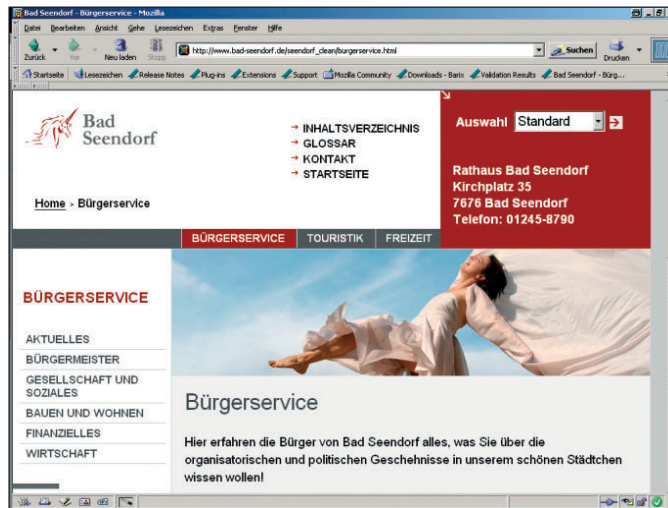 Bad Seendorf - Bürgerservice - Mozilla
Datei Bearbeiten Ansicht Gehe Lesezeichen Extras Fenster Hilfe
Zurück Vor Neu laden Stopp http://www.bad-seendorf.de/seendorf_clean/burgerservice.html Suchen Drucken
Startseite Lesezeichen Release Notes Plug-ins Extensions Support Mozilla Community Downloads - Barix Validation Results Bad Seendorf - Bürg...
Bad
Seendorf
→ INHALTSVERZEICHNIS
→ GLOSSAR
→ KONTAKT
→ STARTSEITE
Auswahl Standard
Rathaus Bad Seendorf
Kirchplatz 35
7676 Bad Seendorf
Telefon: 01245-8790
Home » Bürgerservice
BÜRGERSERVICE TOURISTIK FREIZEIT
BÜRGERSERVICE
AKTUELLES
BÜRGERMEISTER
GESELLSCHAFT UND
SOZIALES
BAUEN UND WOHNEN
FINANZIELLES
WIRTSCHAFT
Bürgerservice
Hier erfahren die Bürger von Bad Seendorf alles, was Sie über die
organisatorischen und politischen Geschehnisse in unserem schönen Städtchen
wissen wollen!